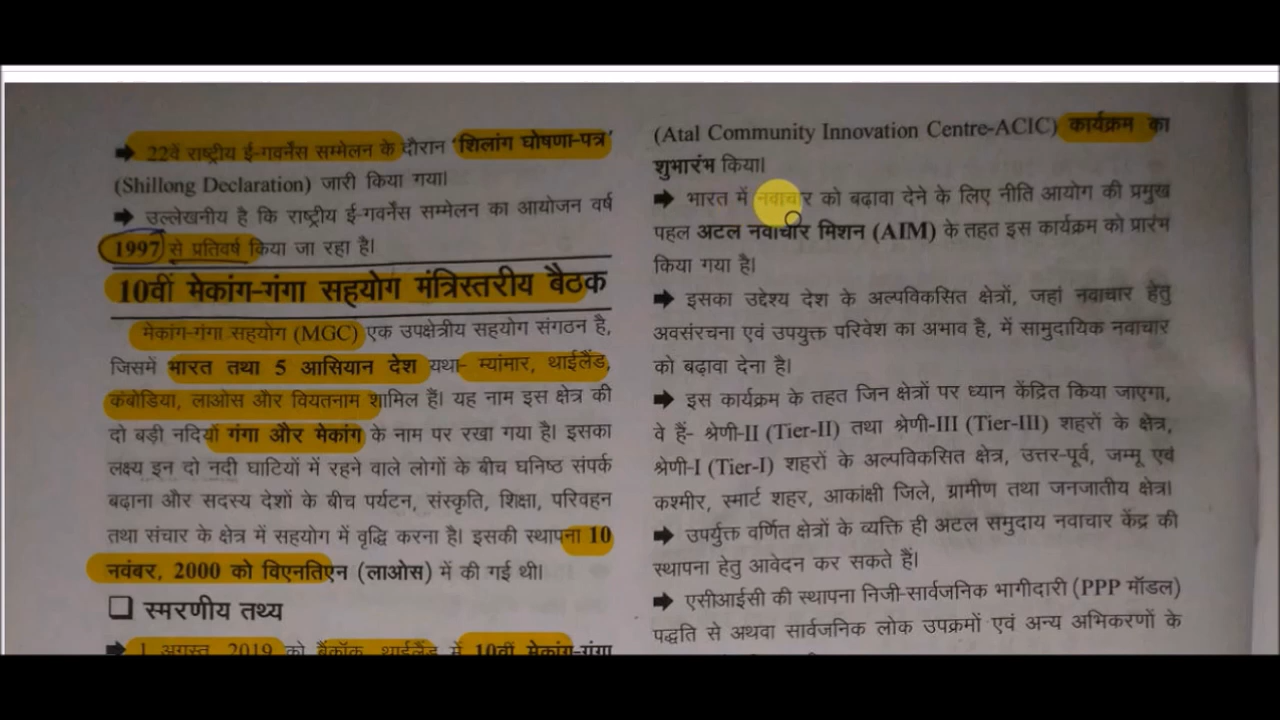 ➡ 22वें राष्ट्रीय ई-गवर्नेंस सम्मेलन के दौरान 'शिलांग घोषणा-पत्र'
(Shillong Declaration) जारी किया गया।
➡ उल्लेखनीय है कि राष्ट्रीय ई-गवर्नेंस सम्मेलन का आयोजन वर्ष
1997 से प्रतिवर्ष किया जा रहा है।
10वीं मेकांग-गंगा सहयोग मंत्रिस्तरीय बैठक
मेकांग-गंगा सहयोग (MGC) एक उपक्षेत्रीय सहयोग संगठन है,
जिसमें भारत तथा 5 आसियान देश यथा- म्यांमार, थाईलैंड,
कंबोडिया, लाओस और वियतनाम शामिल हैं। यह नाम इस क्षेत्र की
दो बड़ी नदियों गंगा और मेकांग के नाम पर रखा गया है। इसका
लक्ष्य इन दो नदी घाटियों में रहने वाले लोगों के बीच घनिष्ठ संपर्क
बढ़ाना और सदस्य देशों के बीच पर्यटन, संस्कृति, शिक्षा, परिवहन
तथा संचार के क्षेत्र में सहयोग में वृद्धि करना है। इसकी स्थापना 10
नवंबर, 2000 को विएनतिएन (लाओस) में की गई थी।
❑ स्मरणीय तथ्य
➡ 1 अगस्त, 2019 को बैंकॉक, थाईलैंड में 10वीं मेकांग-गंगा
(Atal Community Innovation Centre-ACIC) कार्यक्रम का
शुभारंभ किया।
➡ भारत में नवाचार को बढ़ावा देने के लिए नीति आयोग की प्रमुख
पहल अटल नवाचार मिशन (AIM) के तहत इस कार्यक्रम को प्रारंभ
किया गया है।
➡ इसका उद्देश्य देश के अल्पविकसित क्षेत्रों, जहां नवाचार हेतु
अवसंरचना एवं उपयुक्त परिवेश का अभाव है, में सामुदायिक नवाचार
को बढ़ावा देना है।
➡ इस कार्यक्रम के तहत जिन क्षेत्रों पर ध्यान केंद्रित किया जाएगा,
वे हैं- श्रेणी-II (Tier-II) तथा श्रेणी-III (Tier-III) शहरों के क्षेत्र,
श्रेणी-I (Tier-I) शहरों के अल्पविकसित क्षेत्र, उत्तर-पूर्व, जम्मू एवं
कश्मीर, स्मार्ट शहर, आकांक्षी जिले, ग्रामीण तथा जनजातीय क्षेत्र।
➡ उपर्युक्त वर्णित क्षेत्रों के व्यक्ति ही अटल समुदाय नवाचार केंद्र की
स्थापना हेतु आवेदन कर सकते हैं।
➡ एसीआईसी की स्थापना निजी-सार्वजनिक भागीदारी (PPP मॉडल)
पद्धति से अथवा सार्वजनिक लोक उपक्रमों एवं अन्य अभिकरणों के